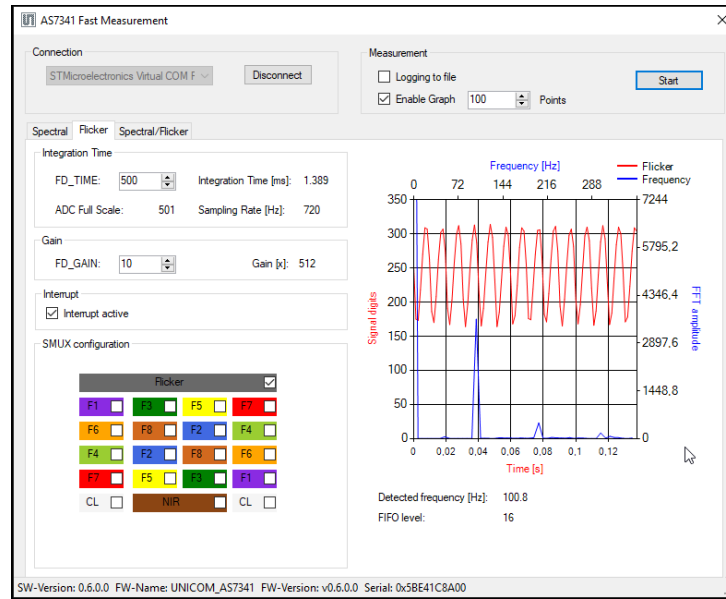 AS7341 Fast Measurement
Connection
STMicroelectronics Virtual COM F
Disconnect
Measurement
Logging to file
Enable Graph 100 Points
Start
Spectral Flicker Spectral/Flicker
Integration Time
FD_TIME: 500 Integration Time [ms]: 1.389
ADC Full Scale: 501 Sampling Rate [Hz]: 720
Gain
FD_GAIN: 10 Gain [x]: 512
Interrupt
Interrupt active
SMUX configuration
Flicker
F1 F3 F5 F7
F6 F8 F2 F4
F4 F2 F8 F6
F7 F5 F3 F1
CL NIR CL
Frequency [Hz]
Flicker
Frequency
0 72 144 216 288
350 7244
300 5795,2
250
200 4346,4
150 2897,6
100
50 1448,8
0 0
Signal digits
FFT amplitude
0 0,02 0,04 0,06 0,08 0,1 0,12
Time [s]
Detected frequency [Hz]: 100.8
FIFO level: 16
SW-Version: 0.6.0.0 FW-Name: UNICOM_AS7341 FW-Version: v0.6.0.0 Serial: 0x5BE41C8A00